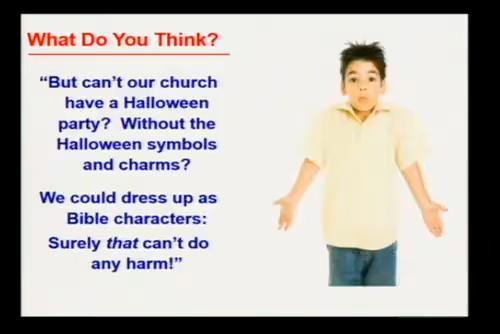 What Do You Think?
“But can’t our church
have a Halloween
party? Without the
Halloween symbols
and charms?
We could dress up as
Bible characters:
Surely that can’t do
any harm!”